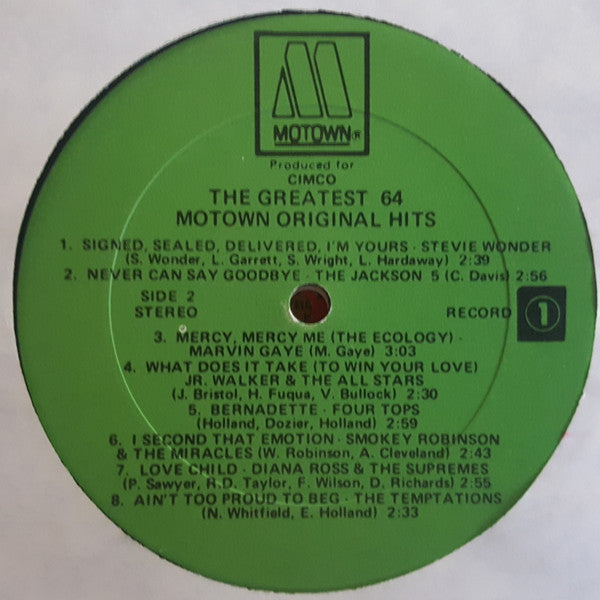 MOTOWN®
Produced for
CIMCO
THE GREATEST 64
MOTOWN ORIGINAL HITS
1. SIGNED, SEALED, DELIVERED, I'M YOURS · STEVIE WONDER
(S. Wonder, L. Garrett, S. Wright, L. Hardaway) 2:39
2. NEVER CAN SAY GOODBYE · THE JACKSON 5 (C. Davis) 2:56
SIDE 2
STEREO
RECORD 1
3. MERCY, MERCY ME (THE ECOLOGY) ·
MARVIN GAYE (M. Gaye) 3:03
4. WHAT DOES IT TAKE (TO WIN YOUR LOVE)
JR. WALKER & THE ALL STARS
(J. Bristol, H. Fuqua, V. Bullock) 2:30
5. BERNADETTE · FOUR TOPS
(Holland, Dozier, Holland) 2:59
6. I SECOND THAT EMOTION · SMOKEY ROBINSON
& THE MIRACLES (W. Robinson, A. Cleveland) 2:43
7. LOVE CHILD · DIANA ROSS & THE SUPREMES
(P. Sawyer, R.D. Taylor, F. Wilson, D. Richards) 2:55
8. AIN'T TOO PROUD TO BEG · THE TEMPTATIONS
(N. Whitfield, E. Holland) 2:33